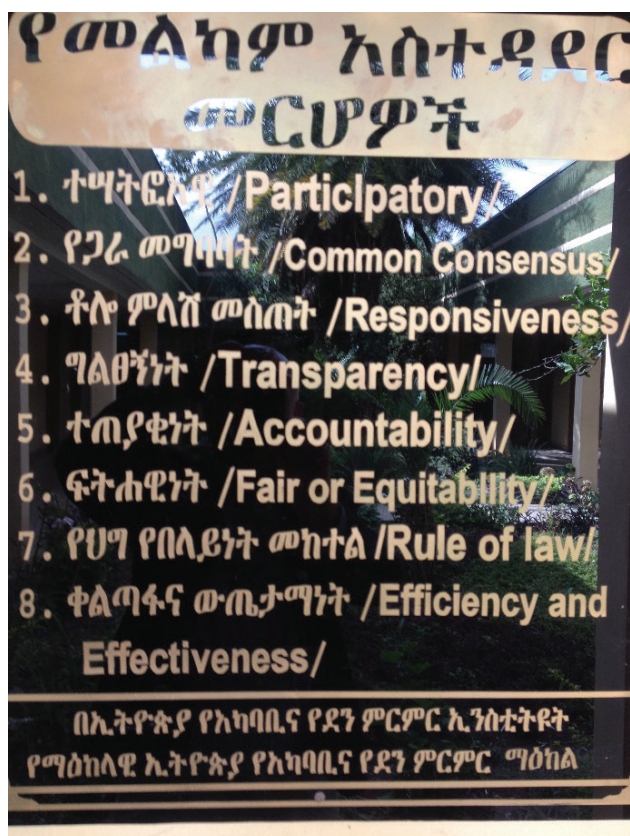 የመልካም አስተዳደር
መርሆዎች
1. ተሣትፎአዊ /Particlpatory/
2. የጋራ መግባባት /Common Consensus/
3. ቶሎ ምላሽ መስጠት /Responsiveness/
4. ግልፀኝነት /Transparency/
5. ተጠያቂነት /Accountability/
6. ፍትሐዊነት /Fair or Equitability/
7. የህግ የበላይነት መከተል /Rule of law/
8. ቀልጣፋና ውጤታማነት /Efficiency and
Effectiveness/
በኢትዮጵያ የአካባቢና የደን ምርምር ኢንስቲትዩት
የማዕከላዊ ኢትዮጵያ የአካባቢና የደን ምርምር ማዕከል